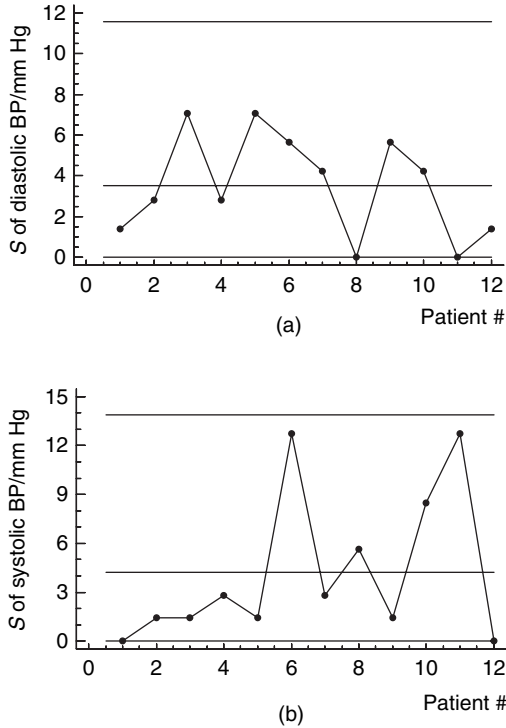 12
10
8
6
4
2
0
S of diastolic BP/mm Hg
0 2 4 6 8 10 12
Patient #
(a)
15
12
9
6
3
0
S of systolic BP/mm Hg
0 2 4 6 8 10 12
Patient #
(b)